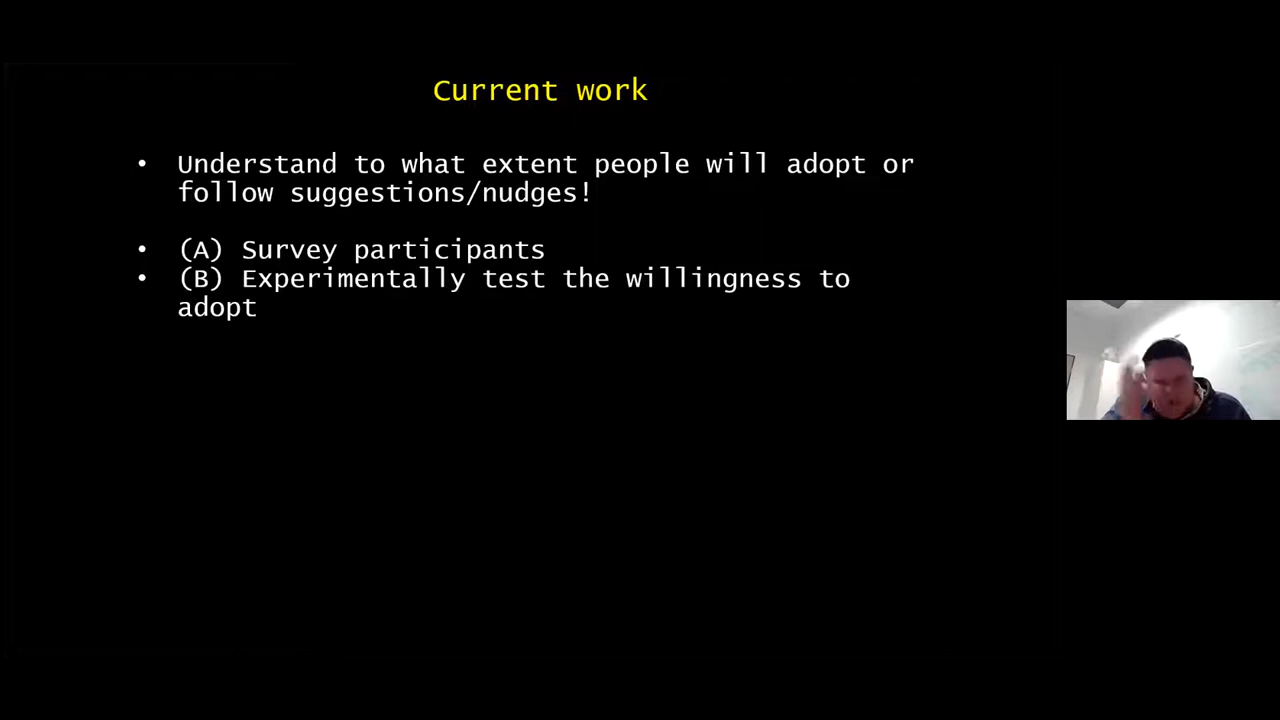 Current work
• Understand to what extent people will adopt or
follow suggestions/nudges!
• (A) Survey participants
• (B) Experimentally test the willingness to
adopt